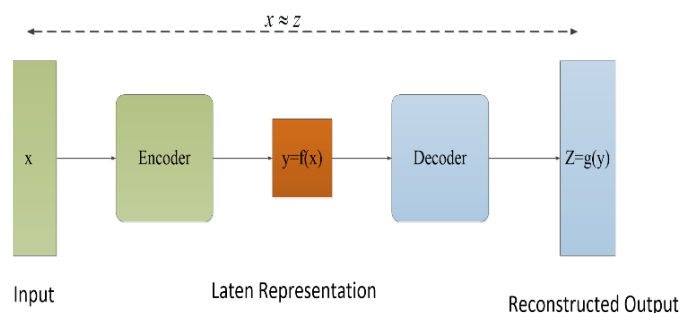 x ≈ z
x
Encoder
y=f(x)
Decoder
Z=g(y)
Input
Laten Representation
Reconstructed Output